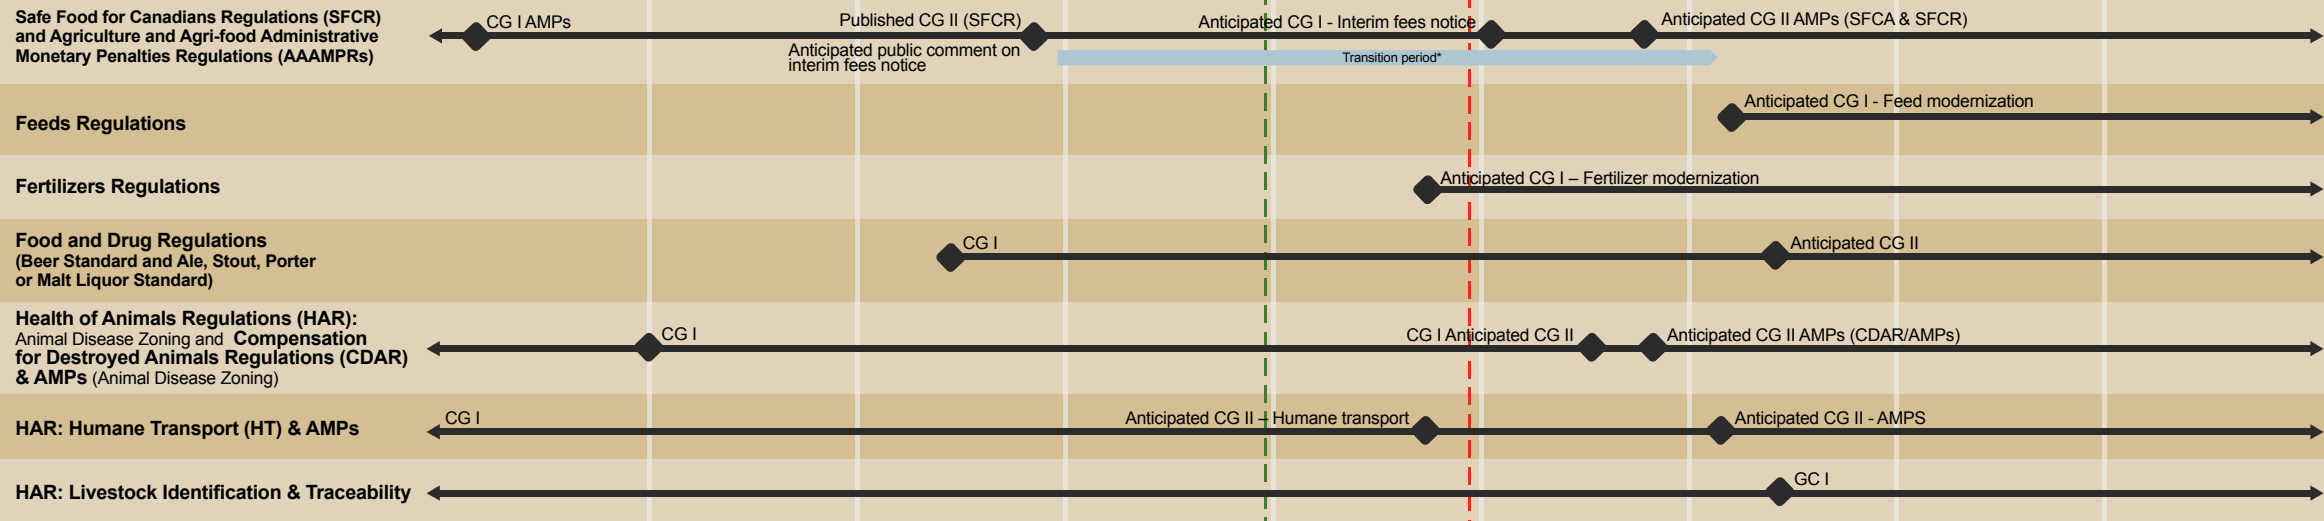 Safe Food for Canadians Regulations (SFCR)
and Agriculture and Agri-food Administrative
Monetary Penalties Regulations (AAAMPRs)
CG I AMPs
Published CG II (SFCR)
Anticipated public comment on
interim fees notice
Anticipated CG I - Interim fees notice
Anticipated CG II AMPs (SFCA & SFCR)
Transition period*
Feeds Regulations
Anticipated CG I - Feed modernization
Fertilizers Regulations
Anticipated CG I – Fertilizer modernization
Food and Drug Regulations
(Beer Standard and Ale, Stout, Porter
or Malt Liquor Standard)
CG I
Anticipated CG II
Health of Animals Regulations (HAR):
Animal Disease Zoning and Compensation
for Destroyed Animals Regulations (CDAR)
& AMPs (Animal Disease Zoning)
CG I
CG I Anticipated CG II
Anticipated CG II AMPs (CDAR/AMPs)
HAR: Humane Transport (HT) & AMPs
CG I
Anticipated CG II – Humane transport
Anticipated CG II - AMPS
HAR: Livestock Identification & Traceability
GC I